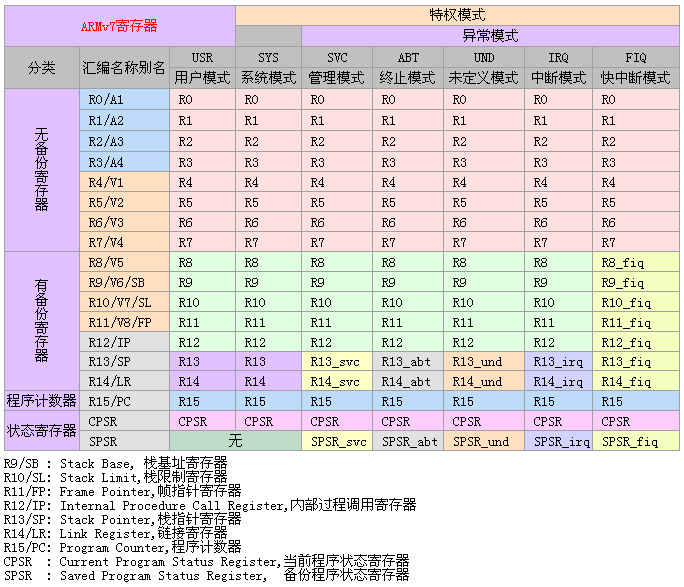 ARMv7寄存器 特权模式
异常模式
分类 汇编名称别名 USR SYS SVC ABT UND IRQ FIQ
用户模式 系统模式 管理模式 终止模式 未定义模式 中断模式 快中断模式
无备份寄存器
R0/A1 R0 R0 R0 R0 R0 R0 R0
R1/A2 R1 R1 R1 R1 R1 R1 R1
R2/A3 R2 R2 R2 R2 R2 R2 R2
R3/A4 R3 R3 R3 R3 R3 R3 R3
R4/V1 R4 R4 R4 R4 R4 R4 R4
R5/V2 R5 R5 R5 R5 R5 R5 R5
R6/V3 R6 R6 R6 R6 R6 R6 R6
R7/V4 R7 R7 R7 R7 R7 R7 R7
有备份寄存器
R8/V5 R8 R8 R8 R8 R8 R8 R8_fiq
R9/V6/SB R9 R9 R9 R9 R9 R9 R9_fiq
R10/V7/SL R10 R10 R10 R10 R10 R10 R10_fiq
R11/V8/FP R11 R11 R11 R11 R11 R11 R11_fiq
R12/IP R12 R12 R12 R12 R12 R12 R12_fiq
R13/SP R13 R13 R13_svc R13_abt R13_und R13_irq R13_fiq
R14/LR R14 R14 R14_svc R14_abt R14_und R14_irq R14_fiq
程序计数器 R15/PC R15 R15 R15 R15 R15 R15 R15
状态寄存器 CPSR CPSR CPSR CPSR CPSR CPSR CPSR CPSR
SPSR 无 SPSR_svc SPSR_abt SPSR_und SPSR_irq SPSR_fiq
R9/SB : Stack Base, 栈基址寄存器
R10/SL: Stack Limit,栈限制寄存器
R11/FP: Frame Pointer,帧指针寄存器
R12/IP: Internal Procedure Call Register,内部过程调用寄存器
R13/SP: Stack Pointer,栈指针寄存器
R14/LR: Link Register,链接寄存器
R15/PC: Program Counter,程序计数器
CPSR : Current Program Status Register,当前程序状态寄存器
SPSR : Saved Program Status Register, 备份程序状态寄存器